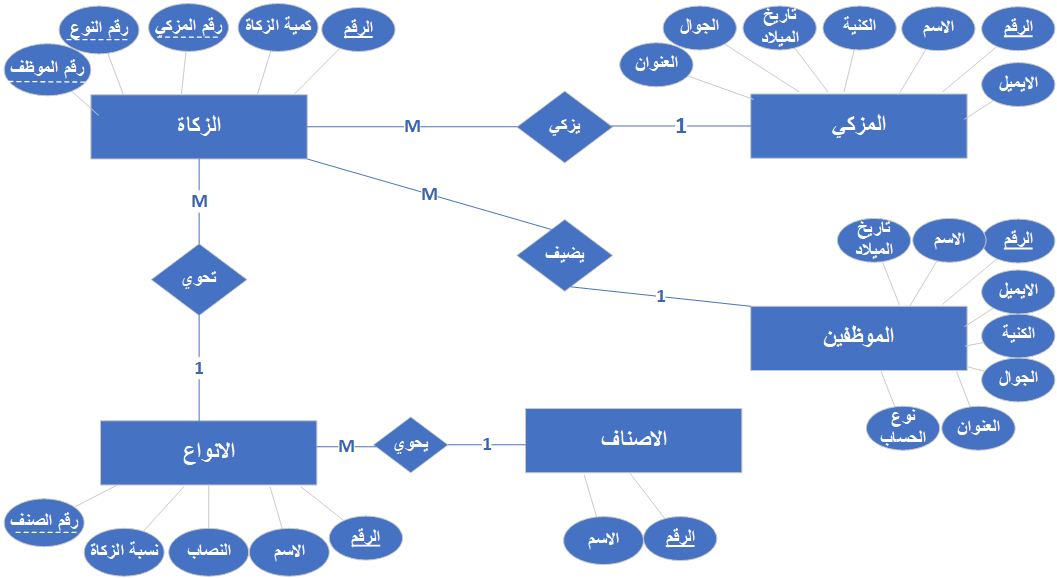 الرقم
الاسم
الكنية
تاريخ
الميلاد
الجوال
العنوان
الايميل
المزكي
1
يزكي
M
الرقم
كمية الزكاة
رقم المزكي
رقم النوع
رقم الموظف
الزكاة
M
يضيف
1
الرقم
الاسم
تاريخ
الميلاد
الايميل
الكنية
الجوال
العنوان
نوع
الحساب
الموظفين
M
تحوي
1
الاصناف
الرقم
الاسم
1
يحوي
M
الانواع
الرقم
الاسم
النصاب
نسبة الزكاة
رقم الصنف